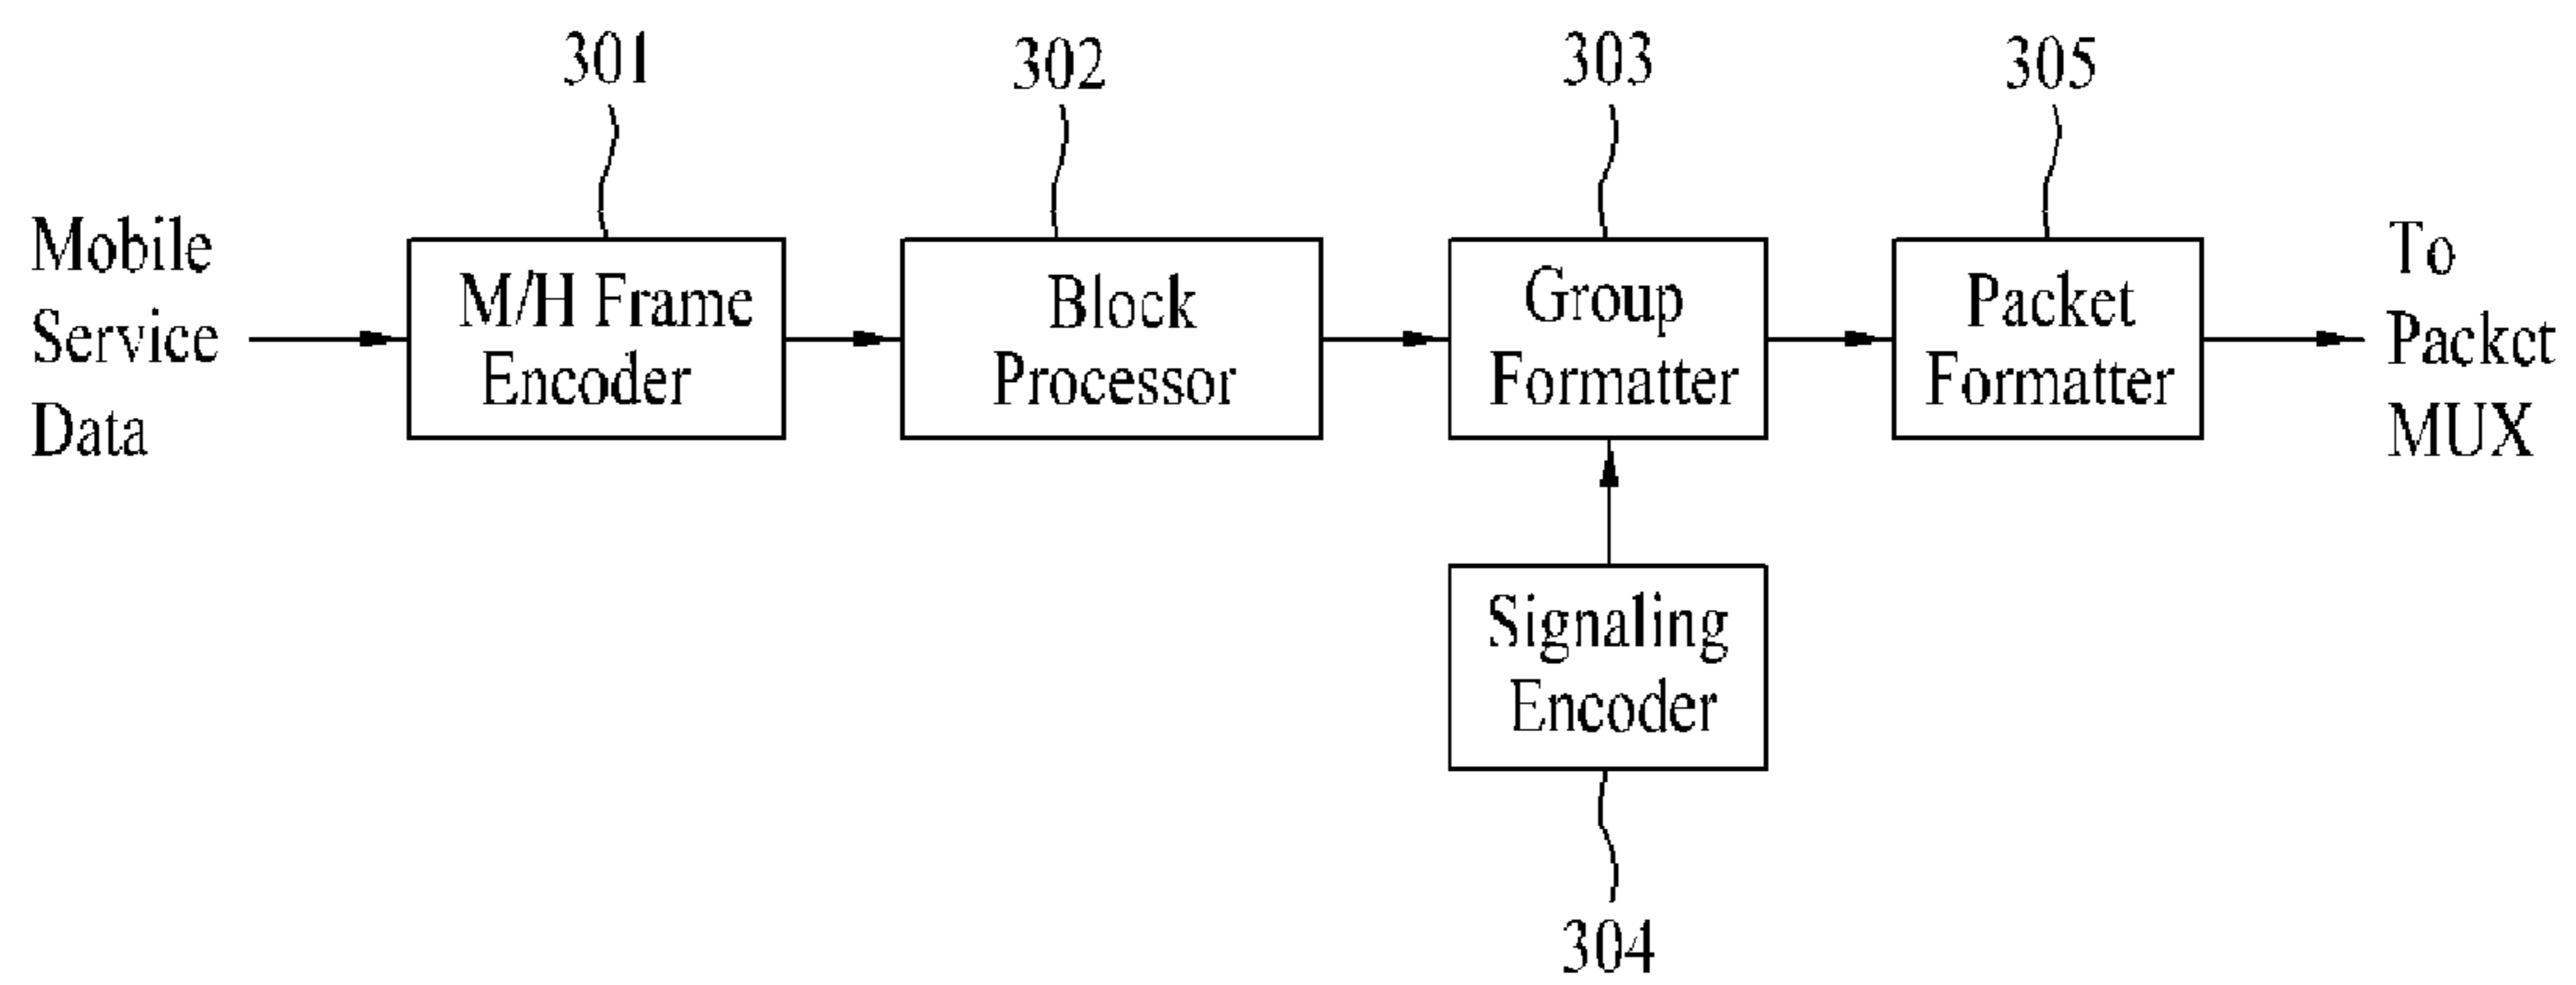 301
302
303
305
Mobile
Service
Data
M/H Frame
Encoder
Block
Processor
Group
Formatter
Packet
Formatter
To
Packet
MUX
Signaling
Encoder
304